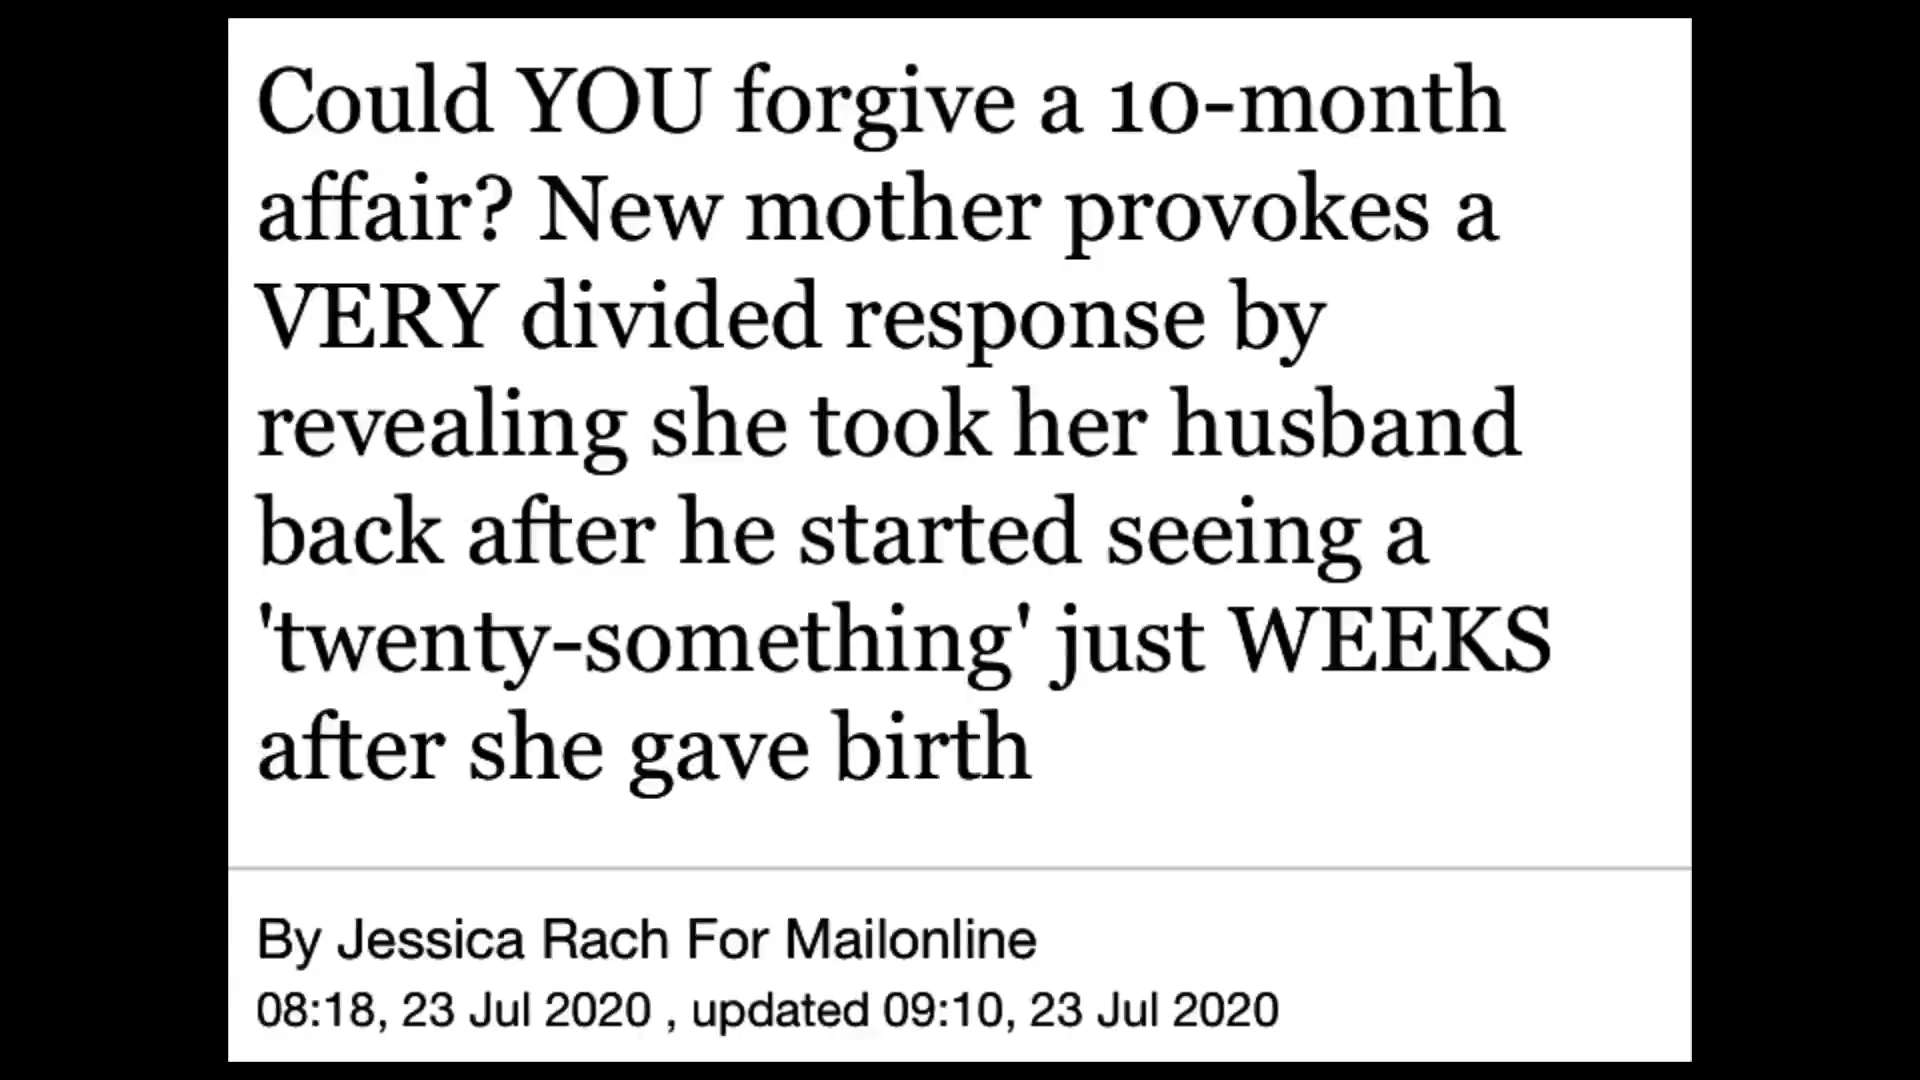 Could YOU forgive a 10-month
affair? New mother provokes a
VERY divided response by
revealing she took her husband
back after he started seeing a
'twenty-something' just WEEKS
after she gave birth
By Jessica Rach For Mailonline
08:18, 23 Jul 2020 , updated 09:10, 23 Jul 2020